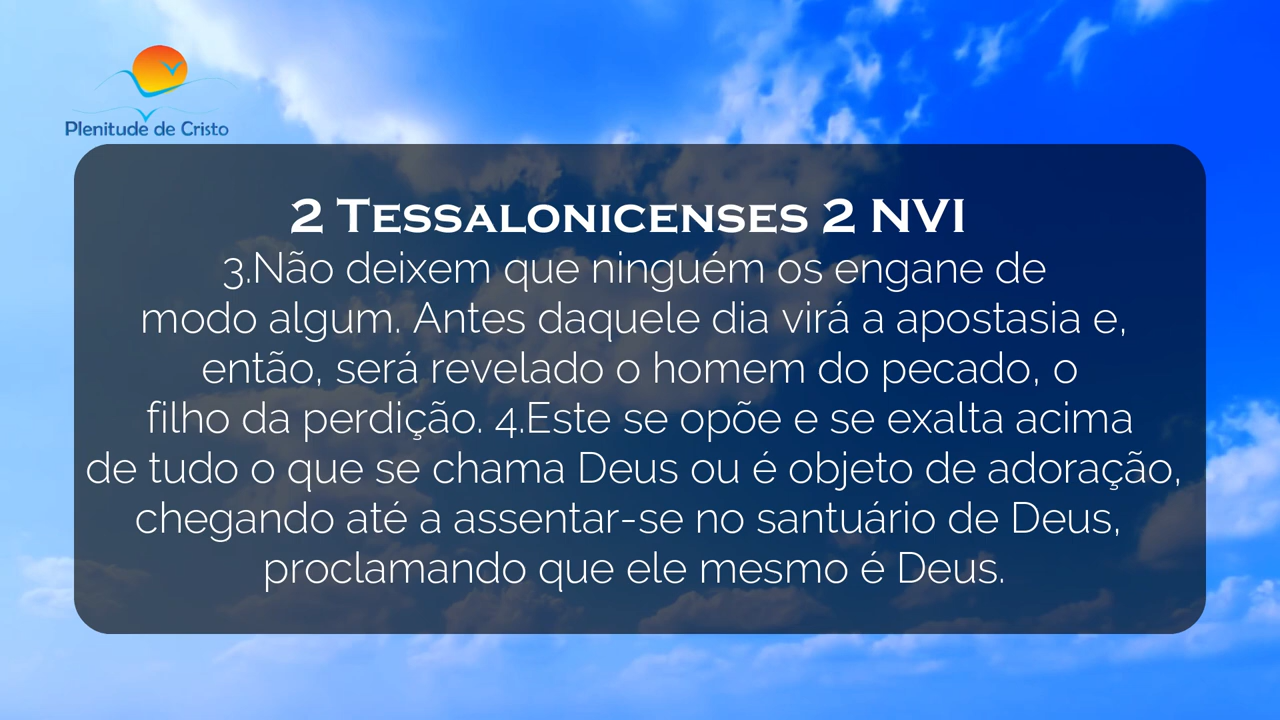 Plenitude de Cristo
2 Tessalonicenses 2 NVI
3.Não deixem que ninguém os engane de
modo algum. Antes daquele dia virá a apostasia e,
então, será revelado o homem do pecado, o
filho da perdição. 4.Este se opõe e se exalta acima
de tudo o que se chama Deus ou é objeto de adoração,
chegando até a assentar-se no santuário de Deus,
proclamando que ele mesmo é Deus.